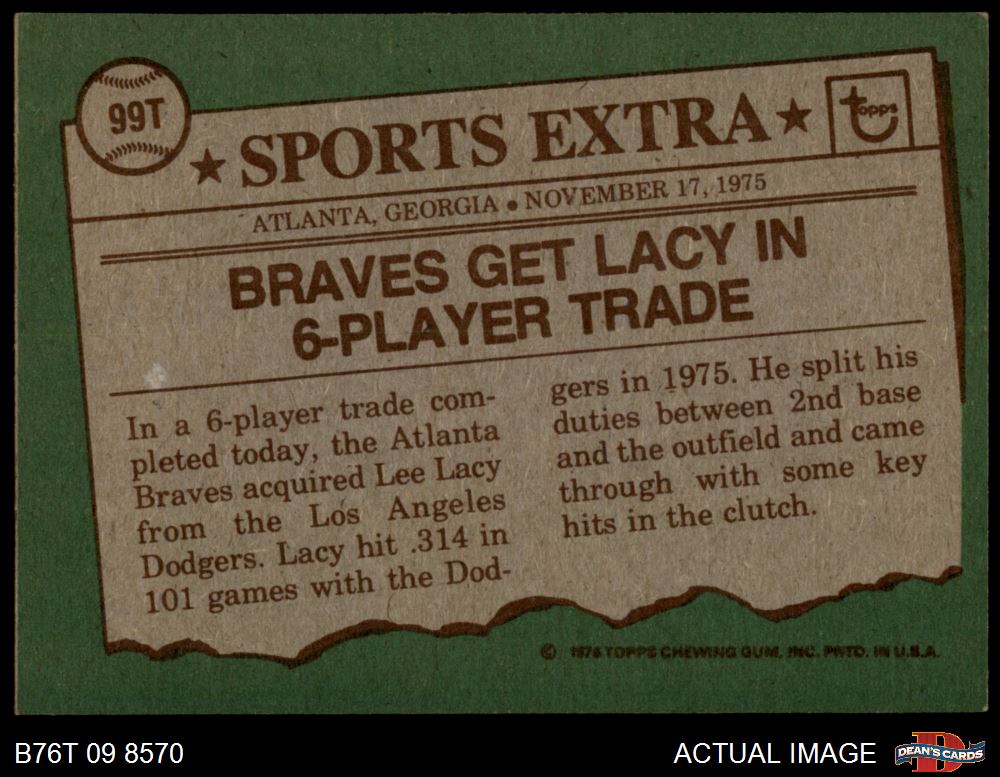 99T
★ SPORTS EXTRA ★
Topps
ATLANTA, GEORGIA • NOVEMBER 17, 1975
BRAVES GET LACY IN
6-PLAYER TRADE
In a 6-player trade com-
pleted today, the Atlanta
Braves acquired Lee Lacy
from the Los Angeles
Dodgers. Lacy hit .314 in
101 games with the Dod-
gers in 1975. He split his
duties between 2nd base
and the outfield and came
through with some key
hits in the clutch.
© 1976 TOPPS CHEWING GUM, INC. PRTD. IN U.S.A.
B76T 09 8570
ACTUAL IMAGE
D
DEAN'S CARDS